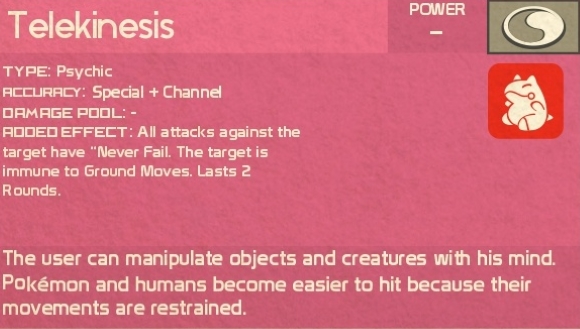 Telekinesis
POWER
–
TYPE: Psychic
ACCURACY: Special + Channel
DAMAGE POOL: -
ADDED EFFECT: All attacks against the
target have "Never Fail. The target is
immune to Ground Moves. Lasts 2
Rounds.
The user can manipulate objects and creatures with his mind.
Pokémon and humans become easier to hit because their
movements are restrained.